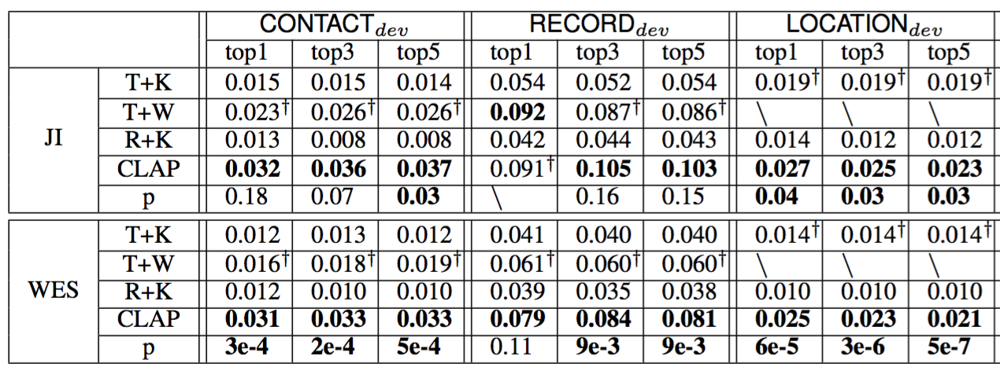 CONTACTdev RECORDdev LOCATIONdev
top1 top3 top5 top1 top3 top5 top1 top3 top5
JI
T+K 0.015 0.015 0.014 0.054 0.052 0.054 0.019† 0.019† 0.019†
T+W 0.023† 0.026† 0.026† 0.092 0.087† 0.086† \ \ \
R+K 0.013 0.008 0.008 0.042 0.044 0.043 0.014 0.012 0.012
CLAP 0.032 0.036 0.037 0.091† 0.105 0.103 0.027 0.025 0.023
p 0.18 0.07 0.03 \ 0.16 0.15 0.04 0.03 0.03
WES
T+K 0.012 0.013 0.012 0.041 0.040 0.040 0.014† 0.014† 0.014†
T+W 0.016† 0.018† 0.019† 0.061† 0.060† 0.060† \ \ \
R+K 0.012 0.010 0.010 0.039 0.035 0.038 0.010 0.010 0.010
CLAP 0.031 0.033 0.033 0.079 0.084 0.081 0.025 0.023 0.021
p 3e-4 2e-4 5e-4 0.11 9e-3 9e-3 6e-5 3e-6 5e-7